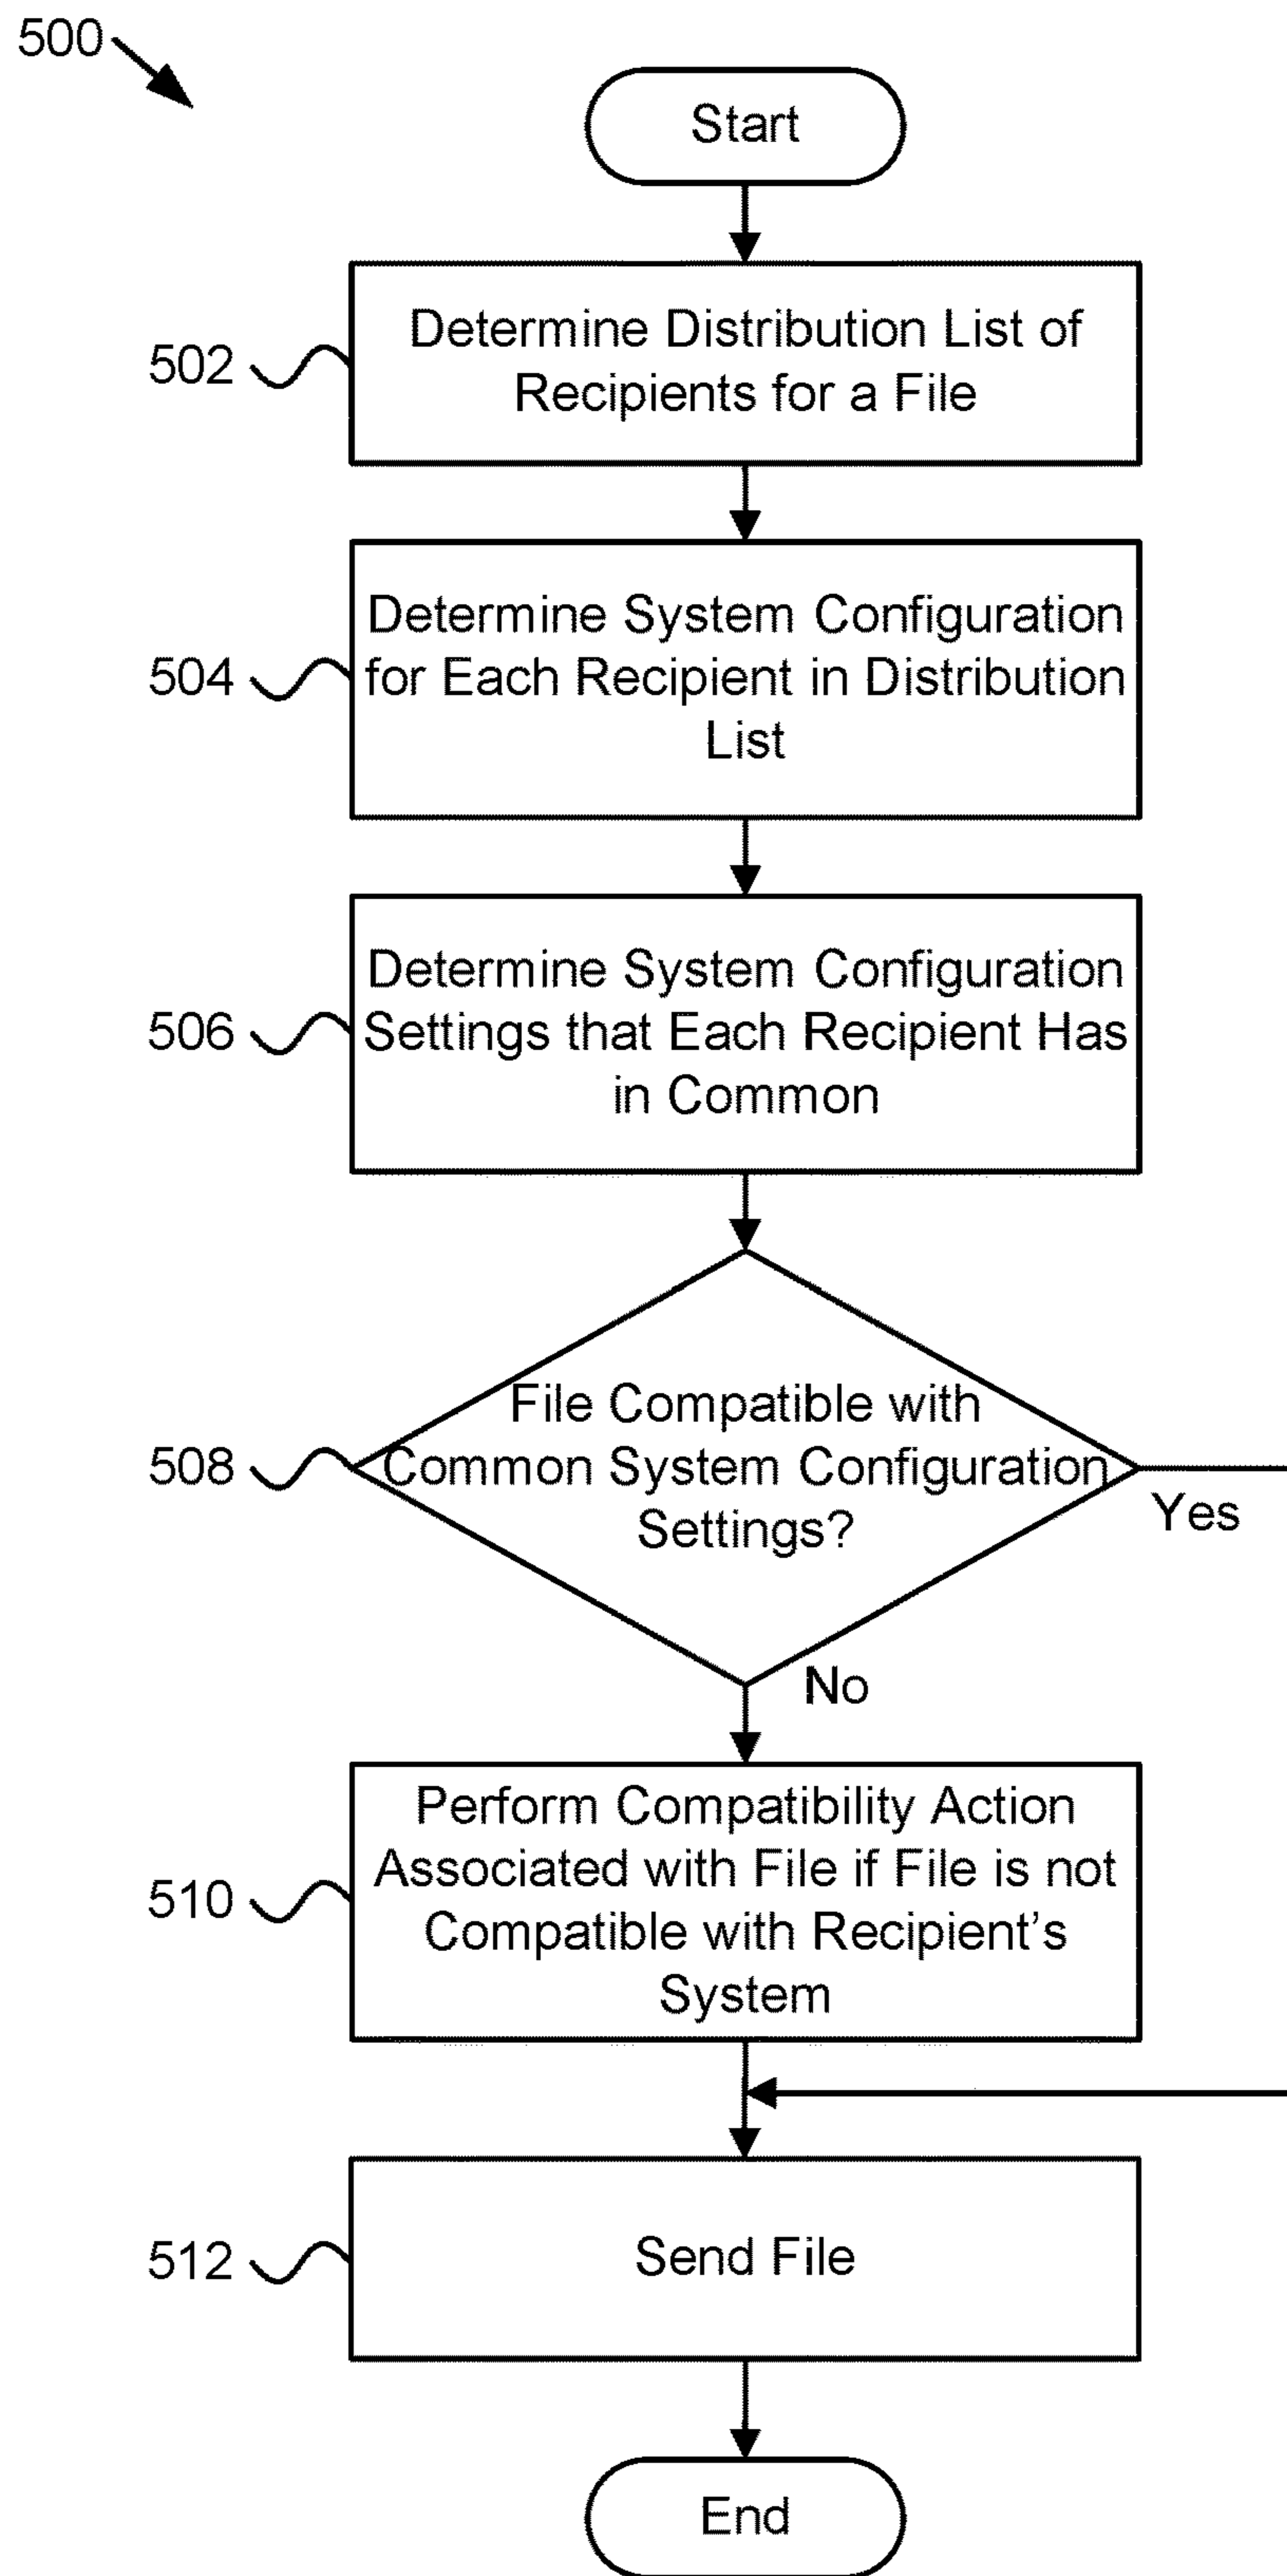 500
Start
502
Determine Distribution List of
Recipients for a File
504
Determine System Configuration
for Each Recipient in Distribution
List
506
Determine System Configuration
Settings that Each Recipient Has
in Common
508
File Compatible with
Common System Configuration
Settings?
Yes
No
510
Perform Compatibility Action
Associated with File if File is not
Compatible with Recipient's
System
512
Send File
End